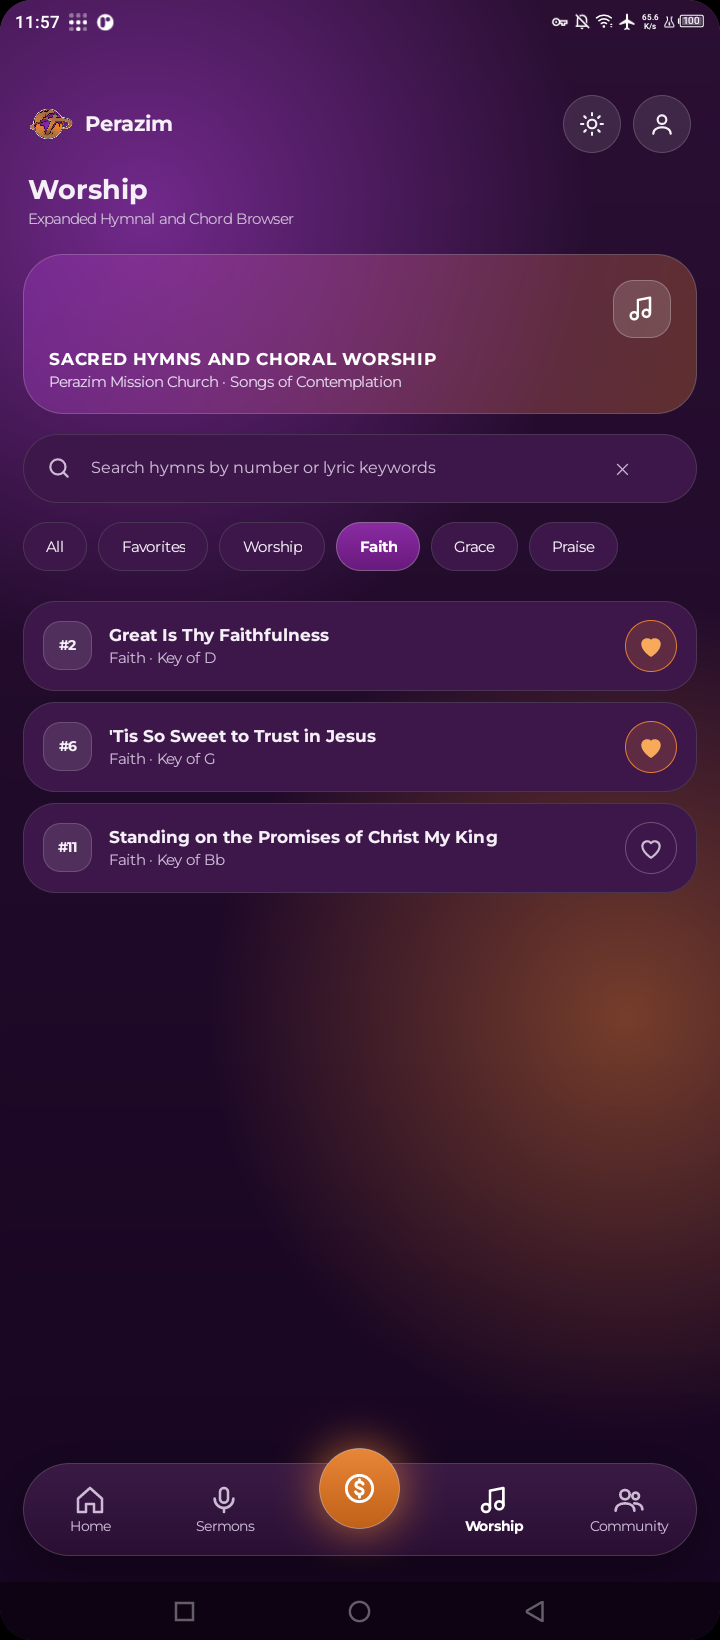 11:57
65.6
K/s
100
Perazim
Worship
Expanded Hymnal and Chord Browser
SACRED HYMNS AND CHORAL WORSHIP
Perazim Mission Church · Songs of Contemplation
Search hymns by number or lyric keywords
All
Favorites
Worship
Faith
Grace
Praise
#2
Great Is Thy Faithfulness
Faith · Key of D
#6
'Tis So Sweet to Trust in Jesus
Faith · Key of G
#11
Standing on the Promises of Christ My King
Faith · Key of Bb
Home
Sermons
Worship
Community